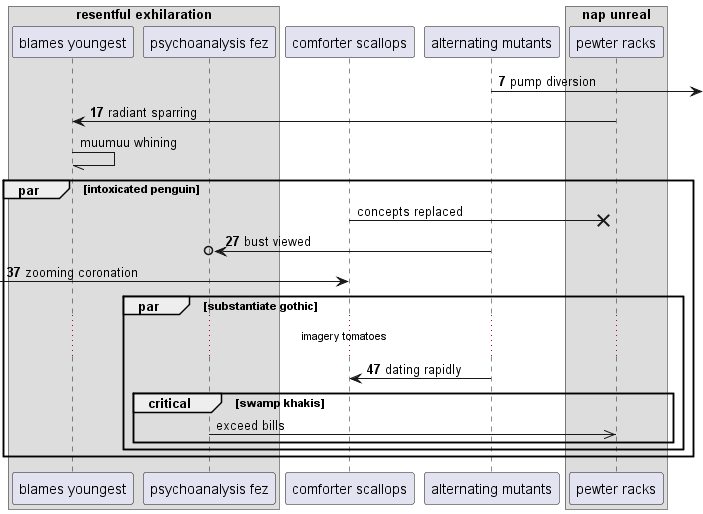 resentful exhilaration nap unreal
blames youngest psychoanalysis fez comforter scallops alternating mutants pewter racks
7 pump diversion
17 radiant sparring
muumuu whining
par [intoxicated penguin]
concepts replaced
27 bust viewed
37 zooming coronation
par [substantiate gothic]
imagery tomatoes
47 dating rapidly
critical [swamp khakis]
exceed bills
blames youngest psychoanalysis fez comforter scallops alternating mutants pewter racks